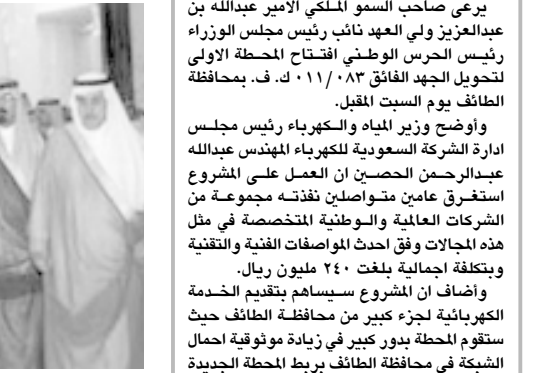 يرعى صاحب السمو الملكي الأمير عبدالله بن
عبدالعزيز ولي العهد نائب رئيس مجلس الوزراء
رئيس الحرس الوطني افتتاح المحطة الاولى
لتحويل الجهد الفائق ٠١١/٠٨٣ ك. ف. بمحافظة
الطائف يوم السبت المقبل.
وأوضح وزير المياه والكهرباء رئيس مجلس
ادارة الشركة السعودية للكهرباء المهندس عبدالله
عبدالرحمن الحصين ان العمل على المشروع
استغرق عامين متواصلين نفذته مجموعة من
الشركات العالمية والوطنية المتخصصة في مثل
هذه المجالات وفق احدث المواصفات الفنية والتقنية
وبتكلفة اجمالية بلغت ٢٤٠ مليون ريال.
وأضاف ان المشروع سيساهم بتقديم الخدمة
الكهربائية لجزء كبير من محافظة الطائف حيث
ستقوم المحطة بدور كبير في زيادة موثوقية احمال
الشبكة في محافظة الطائف بربط المحطة الجديدة